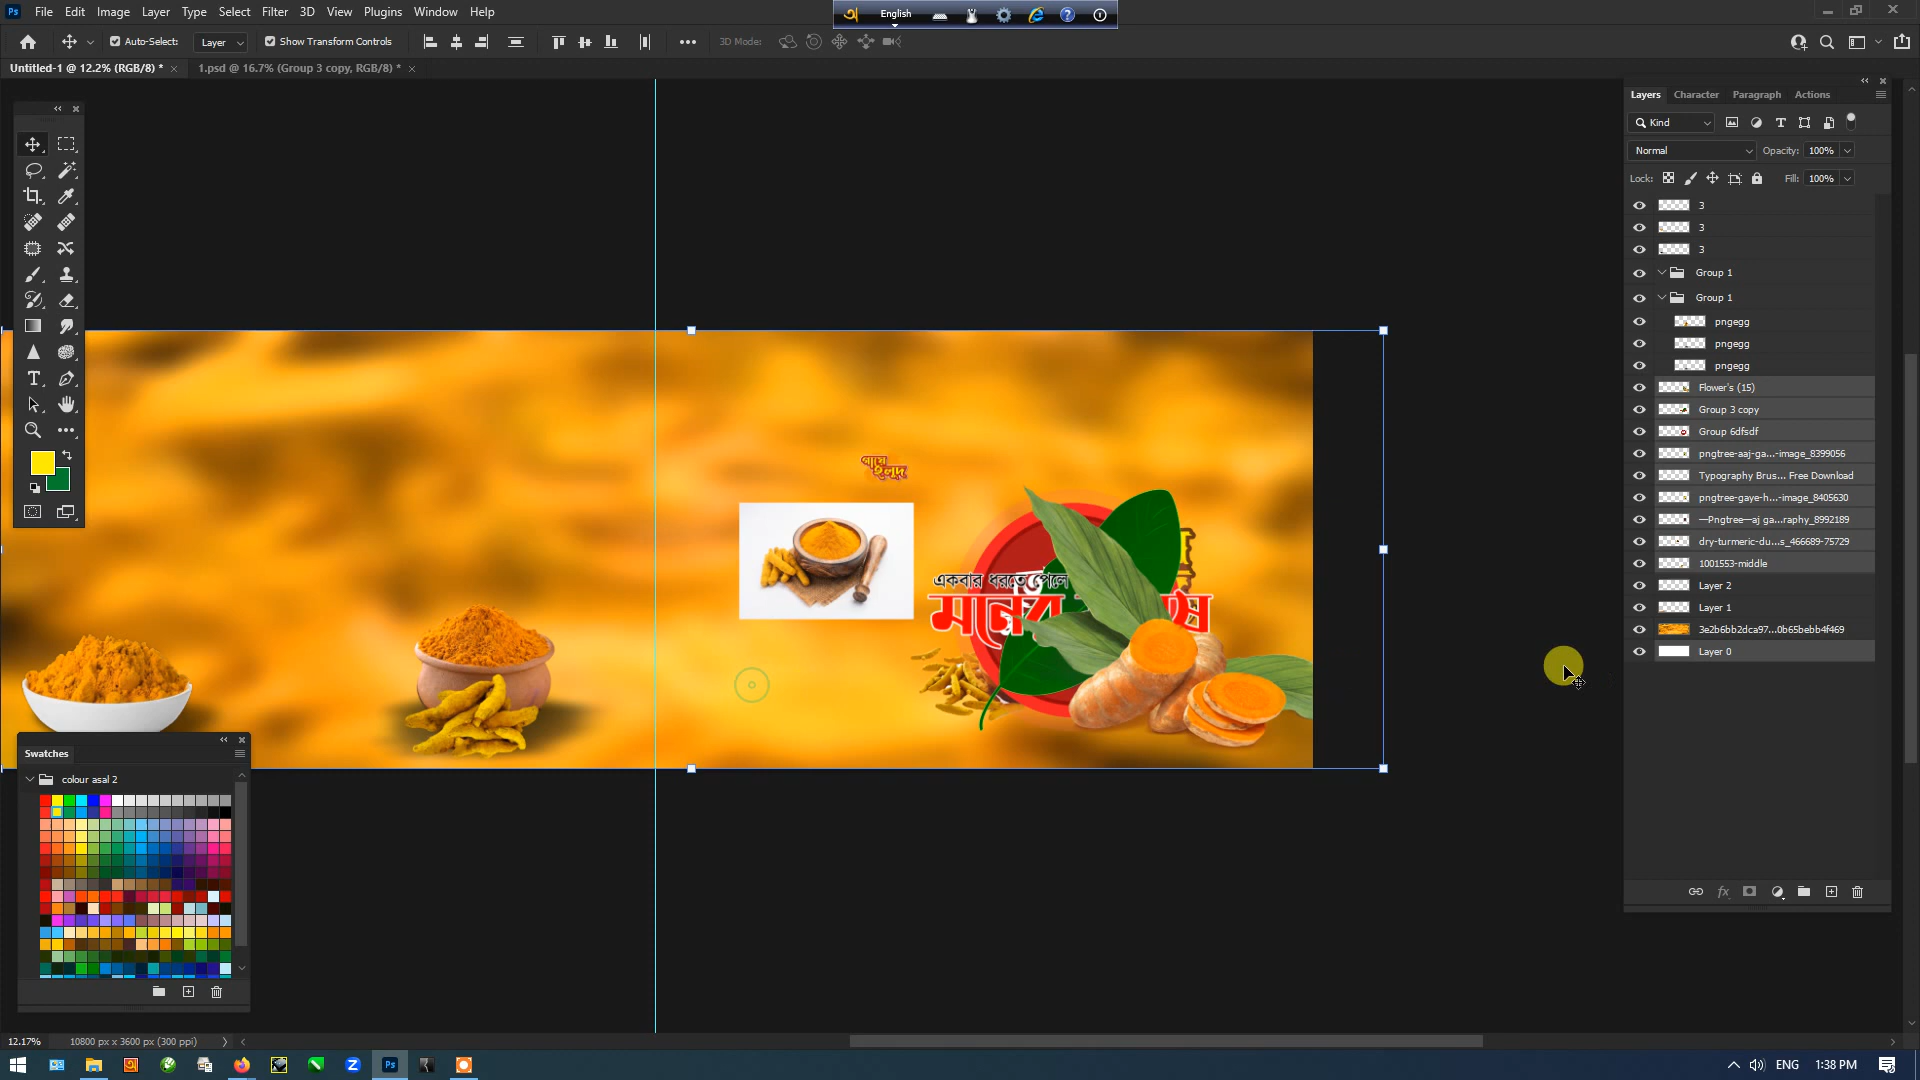 Ps File Edit Image Layer Type Select Filter 3D View Plugins Window Help
English
Auto-Select: Layer Show Transform Controls 3D Mode:
Untitled-1 @ 12.2% (RGB/8) * 1.psd @ 16.7% (Group 3 copy, RGB/8) *
Layers Character Paragraph Actions
Kind
Normal Opacity: 100%
Lock: Fill: 100%
3
3
3
Group 1
Group 1
pngegg
pngegg
pngegg
Flower's (15)
Group 3 copy
Group 6dfsdf
pngtree-aaj-ga...-image_8399056
Typography Brus... Free Download
pngtree-gaye-h...-image_8405630
—Pngtree—aj ga...raphy_8992189
dry-turmeric-du...s_466689-75729
1001553-middle
Layer 2
Layer 1
3e2b6bb2dca97...0b65bebb4f469
Layer 0
গায়ে
হলুদ
একবার ধরতে পেলে
মনের
Swatches
colour asal 2
12.17% 10800 px x 3600 px (300 ppi)
ENG 1:38 PM